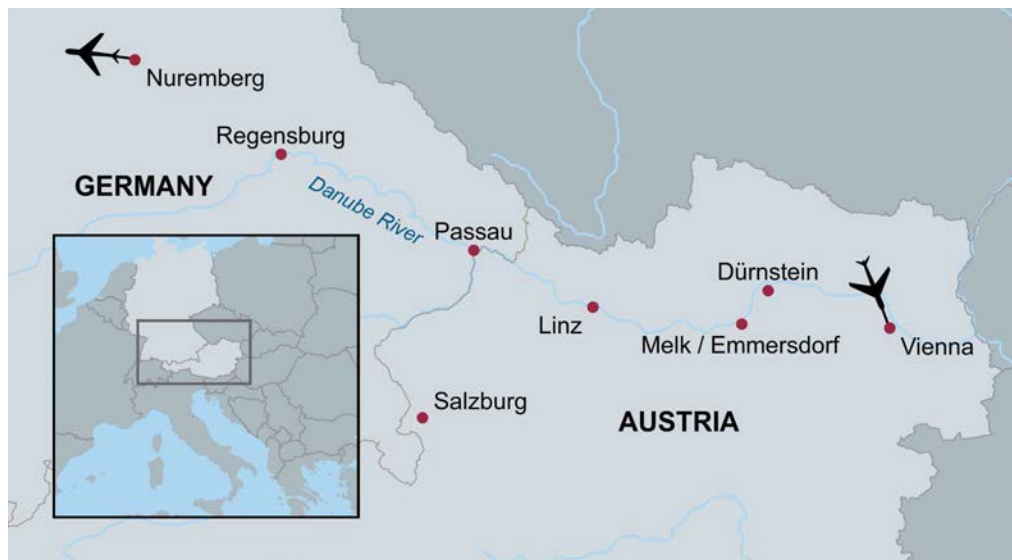 Nuremberg
Regensburg
GERMANY
Danube River
Passau
Dürnstein
Linz
Melk / Emmersdorf
Vienna
Salzburg
AUSTRIA